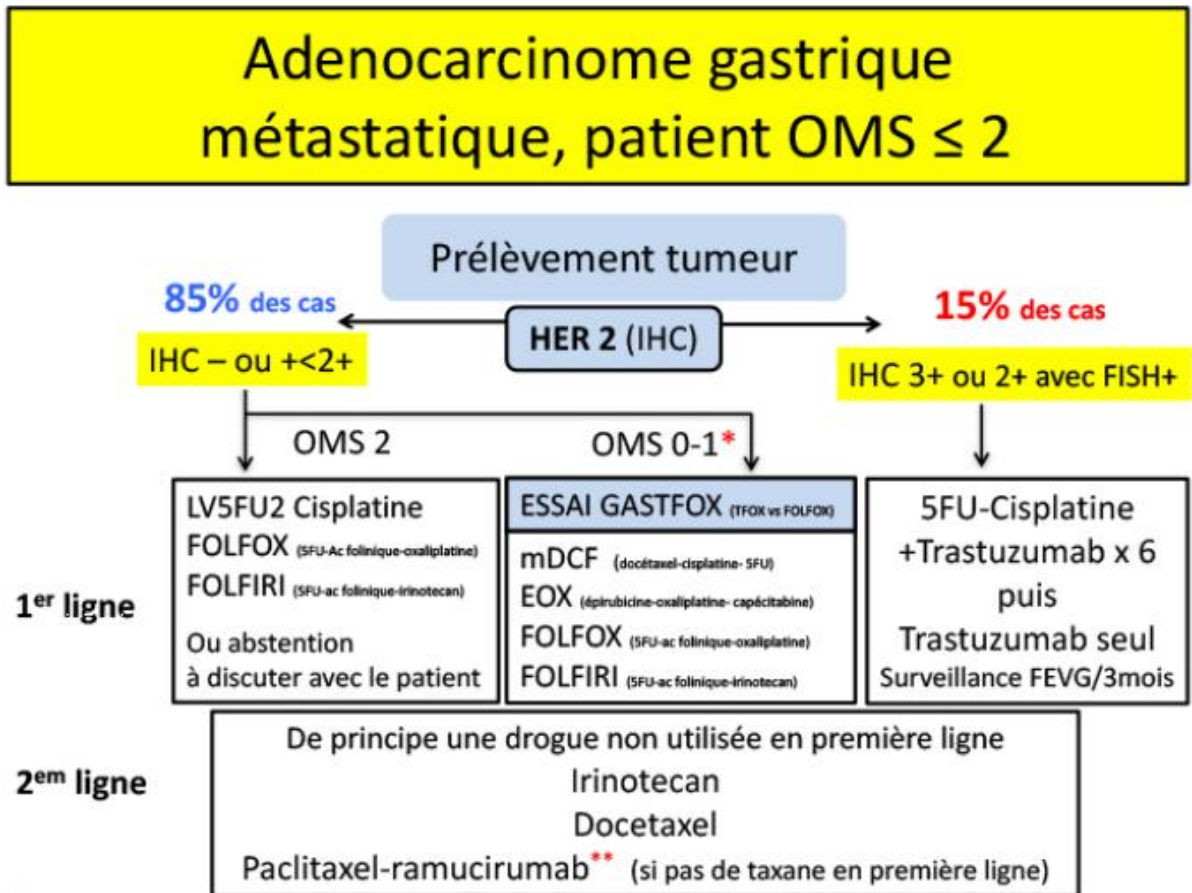 Adenocarcinome gastrique
métastatique, patient OMS ≤ 2
Prélèvement tumeur
85% des cas
15% des cas
HER 2 (IHC)
IHC – ou +<2+
IHC 3+ ou 2+ avec FISH+
OMS 2
OMS 0-1*
1er ligne
LV5FU2 Cisplatine
FOLFOX (5FU-Ac folinique-oxaliplatine)
FOLFIRI (5FU-ac folinique-irinotecan)
Ou abstention
à discuter avec le patient
ESSAI GASTFOX (TFOX vs FOLFOX)
mDCF (docétaxel-cisplatine- 5FU)
EOX (épirubicine-oxaliplatine- capécitabine)
FOLFOX (5FU-ac folinique-oxaliplatine)
FOLFIRI (5FU-ac folinique-irinotecan)
5FU-Cisplatine
+Trastuzumab x 6
puis
Trastuzumab seul
Surveillance FEVG/3mois
2em ligne
De principe une drogue non utilisée en première ligne
Irinotecan
Docetaxel
Paclitaxel-ramucirumab** (si pas de taxane en première ligne)